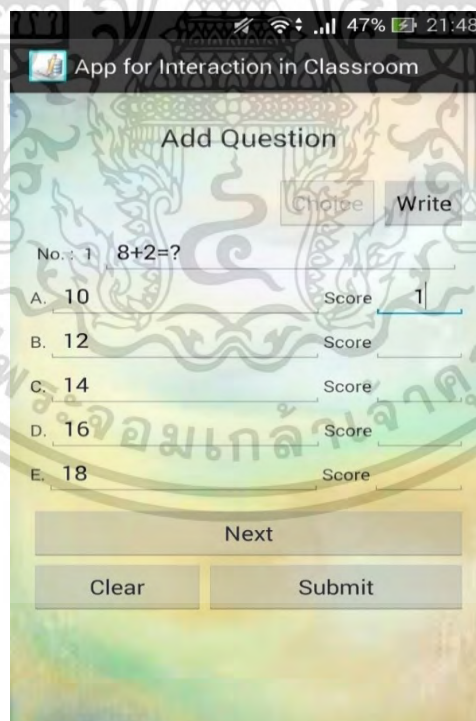 47% 21:48
App for Interaction in Classroom
Add Question
Choice Write
No. : 1 8+2=?
A. 10 Score 1
B. 12 Score
C. 14 Score
D. 16 Score
E. 18 Score
Next
Clear Submit